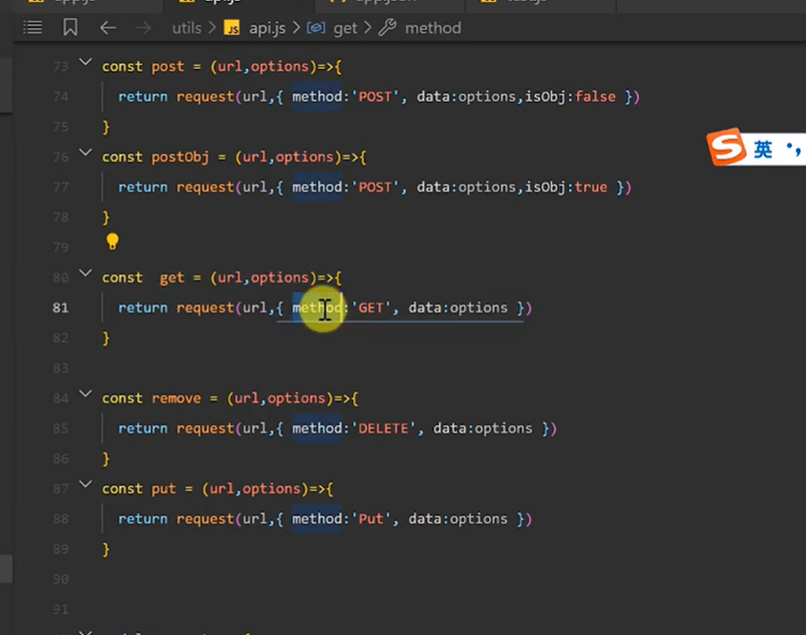 utils > JS api.js > get > method
73 const post = (url,options)=>{
74 return request(url,{ method:'POST', data:options,isObj:false })
75 }
76 const postObj = (url,options)=>{
77 return request(url,{ method:'POST', data:options,isObj:true })
78 }
79
80 const  get = (url,options)=>{
81 return request(url,{ method:'GET', data:options })
82 }
83
84 const remove = (url,options)=>{
85 return request(url,{ method:'DELETE', data:options })
86 }
87 const put = (url,options)=>{
88 return request(url,{ method:'Put', data:options })
89 }
90
91
S 英